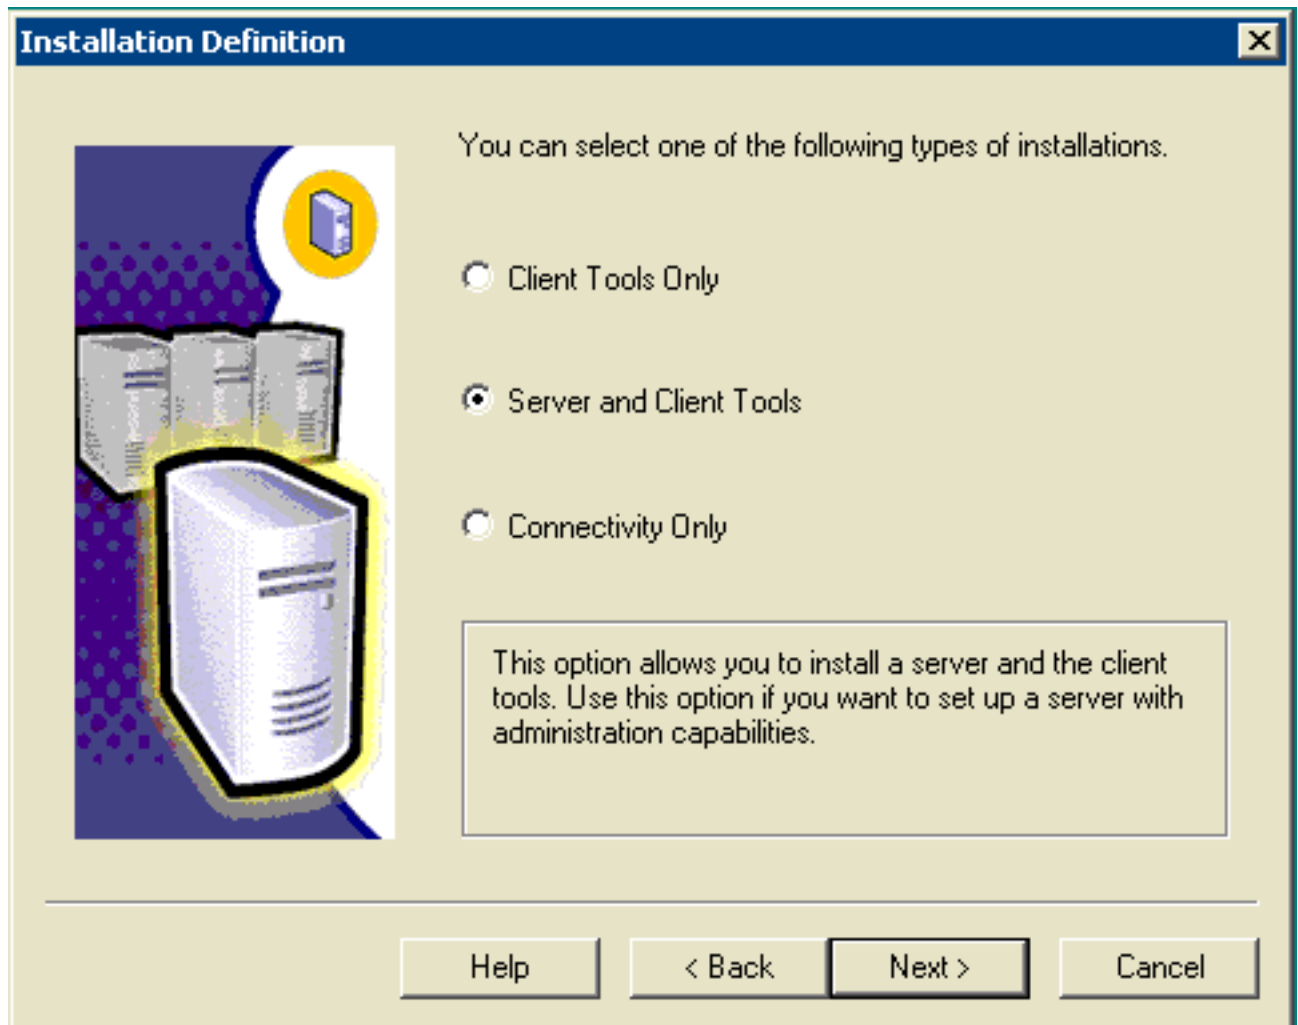 Installation Definition
You can select one of the following types of installations.
Client Tools Only
Server and Client Tools
Connectivity Only
This option allows you to install a server and the client
tools. Use this option if you want to set up a server with
administration capabilities.
Help
< Back
Next >
Cancel